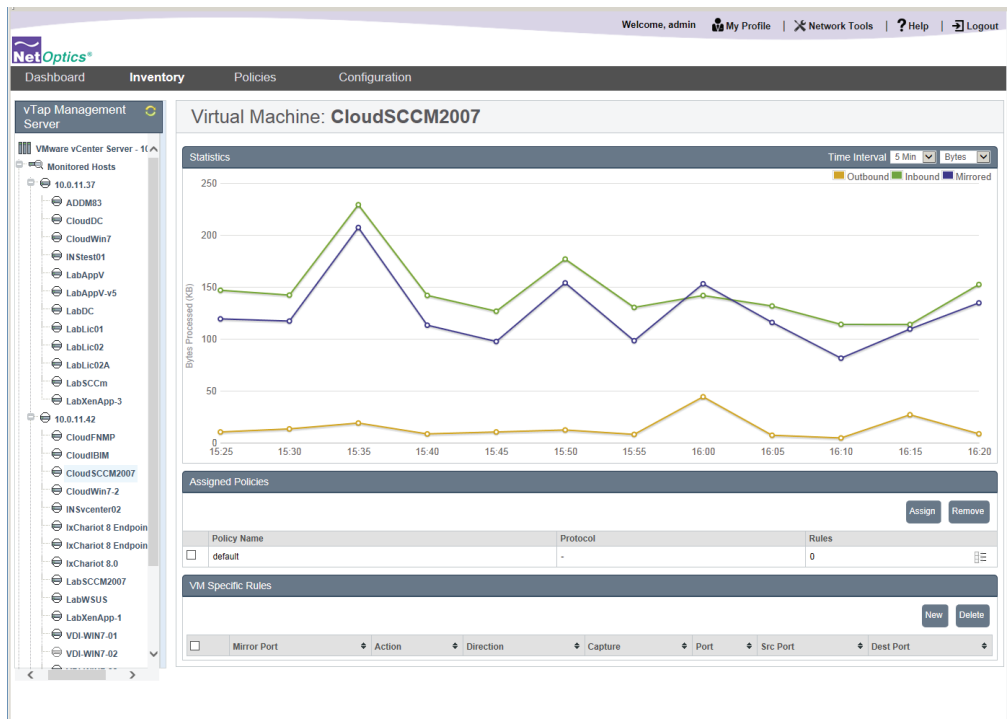 Welcome, admin My Profile | Network Tools | ? Help | Logout
NetOptics®
Dashboard Inventory Policies Configuration
vTap Management Server
VMware vCenter Server - 10
Monitored Hosts
10.0.11.37
ADDM83
CloudDC
CloudWin7
INStest01
LabAppV
LabAppV-v5
LabDC
LabLic01
LabLic02
LabLic02A
LabSCCm
LabXenApp-3
10.0.11.42
CloudFNMP
CloudIBIM
CloudSCCM2007
CloudWin7-2
INSvcenter02
IxChariot 8 Endpoin
IxChariot 8 Endpoin
IxChariot 8.0
LabSCCM2007
LabWSUS
LabXenApp-1
VDI-WIN7-01
VDI-WIN7-02
Virtual Machine: CloudSCCM2007
Statistics Time Interval 5 Min Bytes
Outbound Inbound Mirrored
Bytes Processed (KB)
250
200
150
100
50
0
15:25 15:30 15:35 15:40 15:45 15:50 15:55 16:00 16:05 16:10 16:15 16:20
Assigned Policies
Assign Remove
Policy Name Protocol Rules
default - 0
VM Specific Rules
New Delete
Mirror Port Action Direction Capture Port Src Port Dest Port